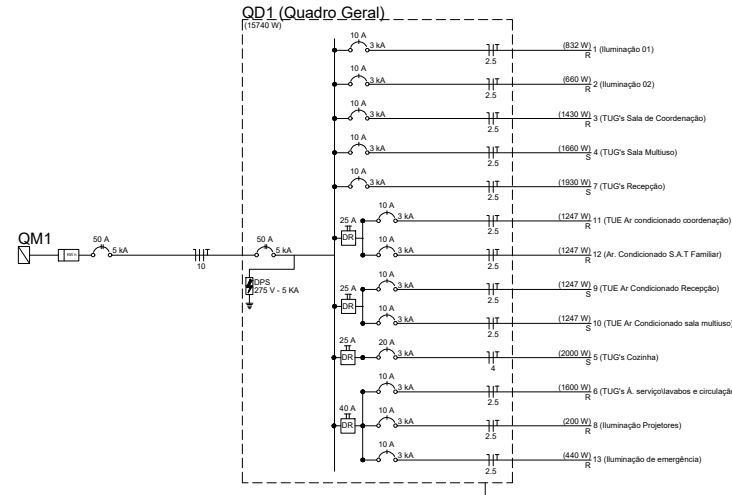 QD1 (Quadro Geral)
(15740 W)
10 A
3 kA
2.5
(832 W) 1 (Iluminação 01)
R
10 A
3 kA
2.5
(660 W) 2 (Iluminação 02)
R
10 A
3 kA
2.5
(1430 W) 3 (TUG's Sala de Coordenação)
R
10 A
3 kA
2.5
(1660 W) 4 (TUG's Sala Multiuso)
S
10 A
3 kA
2.5
(1930 W) 7 (TUG's Recepção)
S
QM1
50 A
5 kA
10
50 A
5 kA
DPS
275 V - 5 KA
25 A
DR
10 A
3 kA
2.5
(1247 W) 11 (TUE Ar condicionado coordenação)
R
10 A
3 kA
2.5
(1247 W) 12 (Ar. Condicionado S.A.T Familiar)
R
25 A
DR
10 A
3 kA
2.5
(1247 W) 9 (TUE Ar Condicionado Recepção)
S
10 A
3 kA
2.5
(1247 W) 10 (TUE Ar Condicionado sala multiuso)
S
25 A
DR
20 A
3 kA
4
(2000 W) 5 (TUG's Cozinha)
S
40 A
DR
10 A
3 kA
2.5
(1600 W) 6 (TUG's Á. serviço\lavabos e circulação
R
10 A
3 kA
2.5
(200 W) 8 (Iluminação Projetores)
R
10 A
3 kA
2.5
(440 W) 13 (Iluminação de emergência)
R